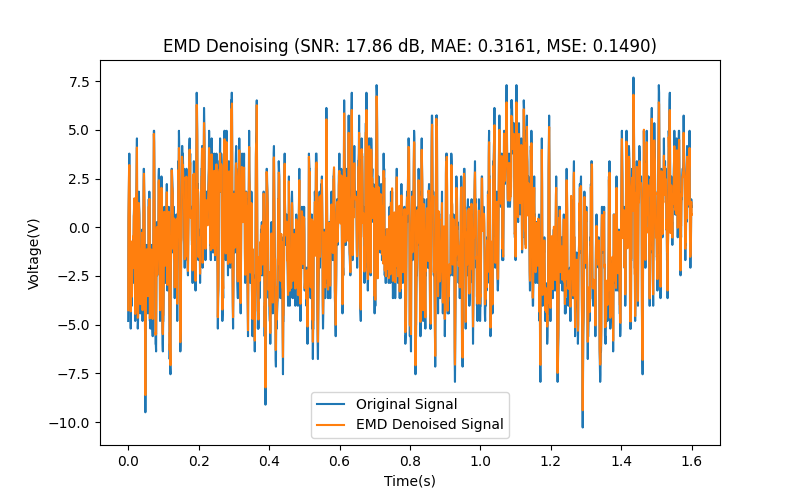 EMD Denoising (SNR: 17.86 dB, MAE: 0.3161, MSE: 0.1490)
7.5
5.0
2.5
0.0
−2.5
−5.0
−7.5
−10.0
Voltage(V)
Original Signal
EMD Denoised Signal
0.0 0.2 0.4 0.6 0.8 1.0 1.2 1.4 1.6
Time(s)